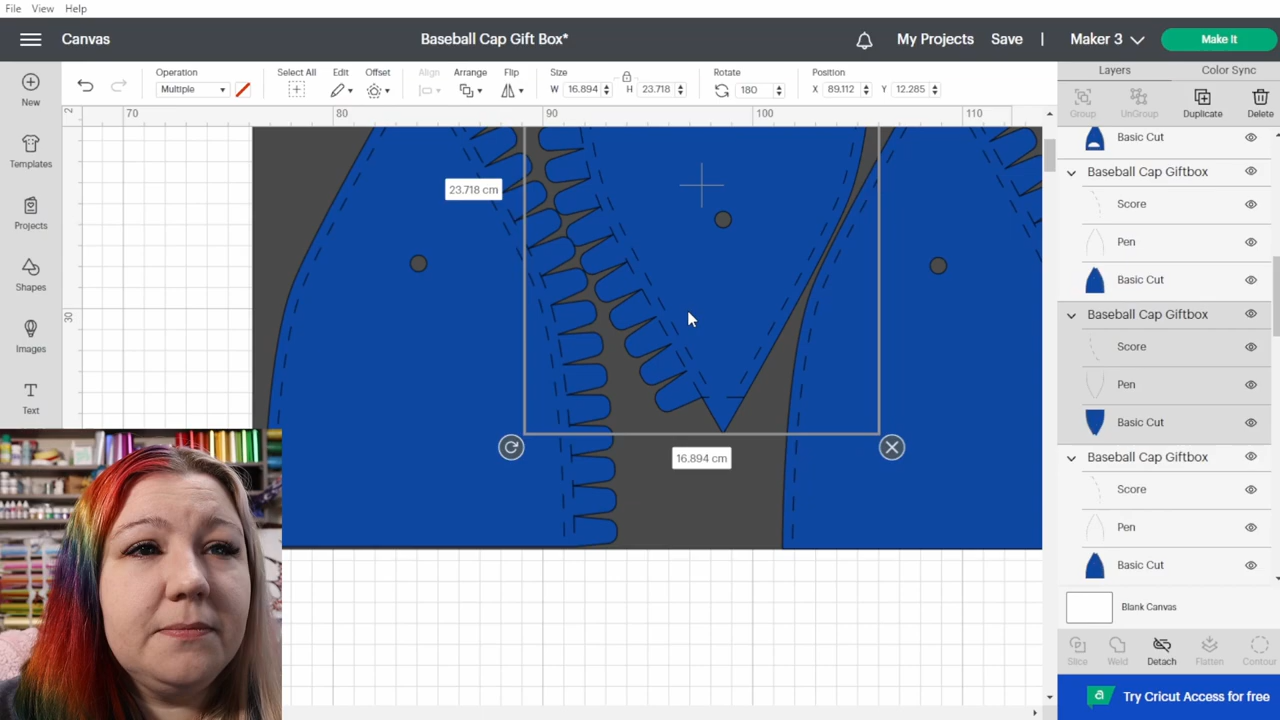 File View Help
Canvas
Baseball Cap Gift Box*
My Projects Save | Maker 3 Make It
Operation
Multiple
Select All
Edit
Offset
Align
Arrange
Flip
Size
W 16.894 H 23.718
Rotate
180
Position
X 89.112 Y 12.285
New
Templates
Projects
Shapes
Images
Text
70 80 90 100 110
30
23.718 cm
16.894 cm
Layers Color Sync
Group UnGroup Duplicate Delete
Basic Cut
Baseball Cap Giftbox
Score
Pen
Basic Cut
Baseball Cap Giftbox
Score
Pen
Basic Cut
Baseball Cap Giftbox
Score
Pen
Basic Cut
Blank Canvas
Slice Weld Detach Flatten Contour
a Try Cricut Access for free